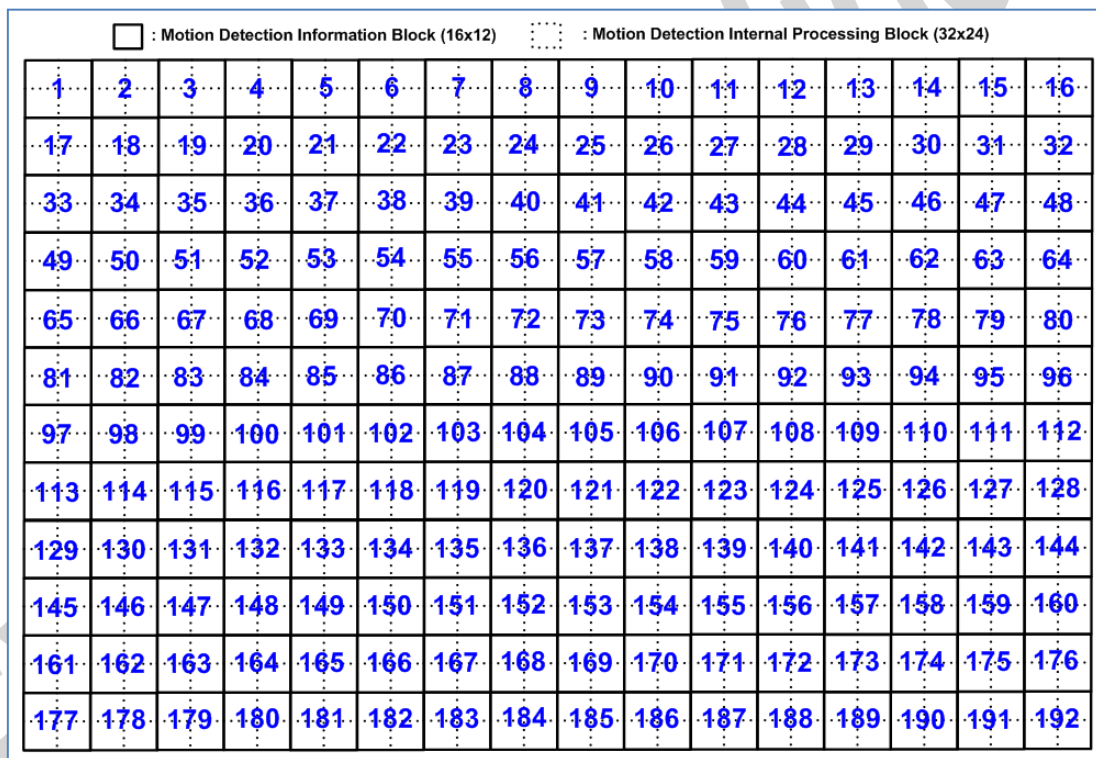 : Motion Detection Information Block (16x12) : Motion Detection Internal Processing Block (32x24)
1 2 3 4 5 6 7 8 9 10 11 12 13 14 15 16
17 18 19 20 21 22 23 24 25 26 27 28 29 30 31 32
33 34 35 36 37 38 39 40 41 42 43 44 45 46 47 48
49 50 51 52 53 54 55 56 57 58 59 60 61 62 63 64
65 66 67 68 69 70 71 72 73 74 75 76 77 78 79 80
81 82 83 84 85 86 87 88 89 90 91 92 93 94 95 96
97 98 99 100 101 102 103 104 105 106 107 108 109 110 111 112
113 114 115 116 117 118 119 120 121 122 123 124 125 126 127 128
129 130 131 132 133 134 135 136 137 138 139 140 141 142 143 144
145 146 147 148 149 150 151 152 153 154 155 156 157 158 159 160
161 162 163 164 165 166 167 168 169 170 171 172 173 174 175 176
177 178 179 180 181 182 183 184 185 186 187 188 189 190 191 192